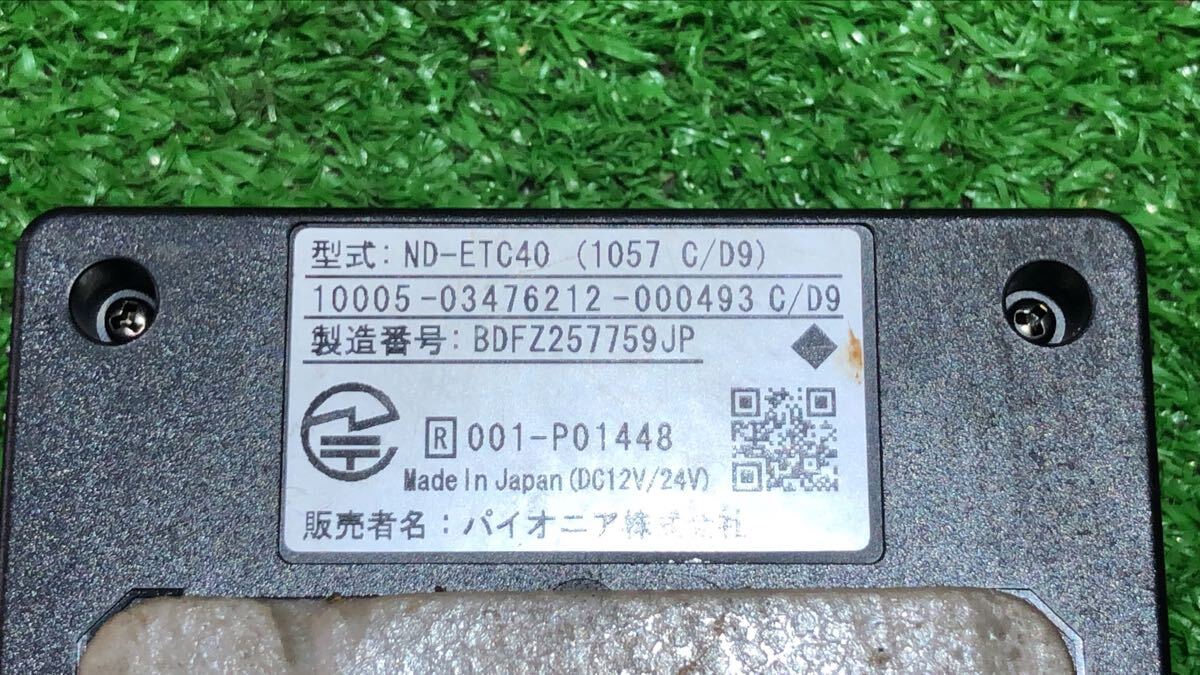 型式: ND-ETC40 (1057 C/D9)
10005-03476212-000493 C/D9
製造番号: BDFZ257759JP
R 001-P01448
Made In Japan (DC12V/24V)
販売者名: パイオニア株式会社